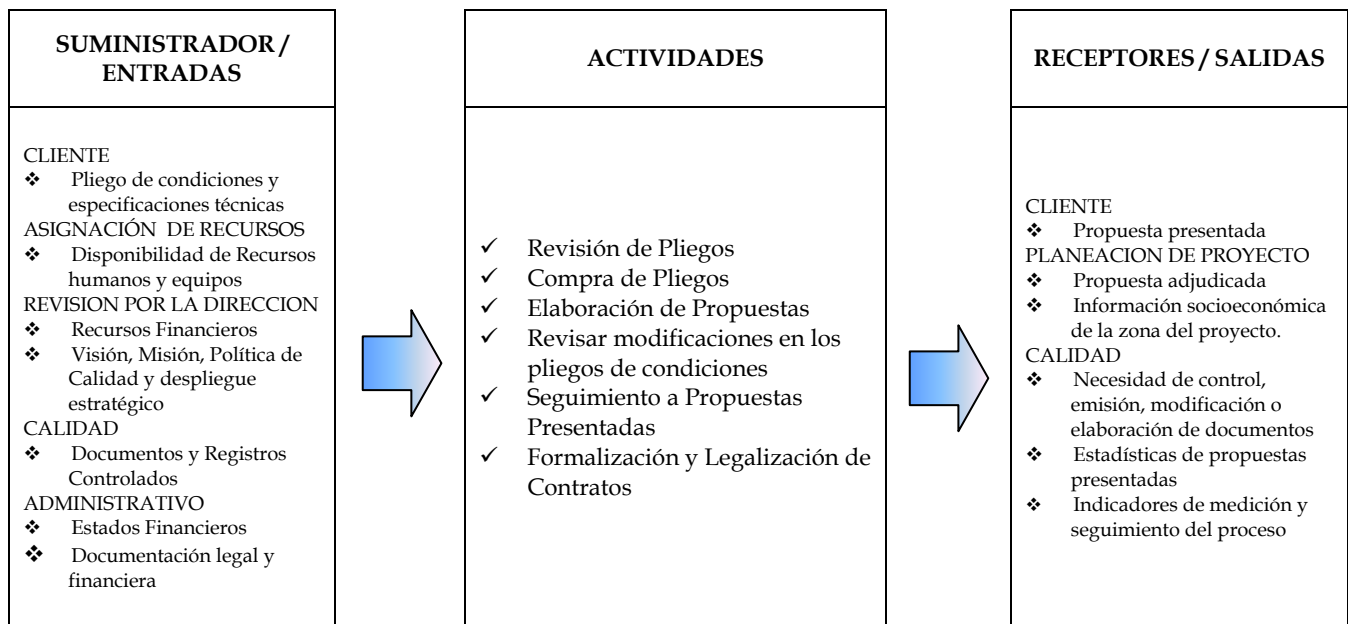 SUMINISTRADOR /
ENTRADAS
CLIENTE
❖ Pliego de condiciones y
especificaciones técnicas
ASIGNACIÓN DE RECURSOS
❖ Disponibilidad de Recursos
humanos y equipos
REVISION POR LA DIRECCION
❖ Recursos Financieros
❖ Visión, Misión, Política de
Calidad y despliegue
estratégico
CALIDAD
❖ Documentos y Registros
Controlados
ADMINISTRATIVO
❖ Estados Financieros
❖ Documentación legal y
financiera
ACTIVIDADES
✓ Revisión de Pliegos
✓ Compra de Pliegos
✓ Elaboración de Propuestas
✓ Revisar modificaciones en los
pliegos de condiciones
✓ Seguimiento a Propuestas
Presentadas
✓ Formalización y Legalización de
Contratos
RECEPTORES / SALIDAS
CLIENTE
❖ Propuesta presentada
PLANEACION DE PROYECTO
❖ Propuesta adjudicada
❖ Información socioeconómica
de la zona del proyecto.
CALIDAD
❖ Necesidad de control,
emisión, modificación o
elaboración de documentos
❖ Estadísticas de propuestas
presentadas
❖ Indicadores de medición y
seguimiento del proceso